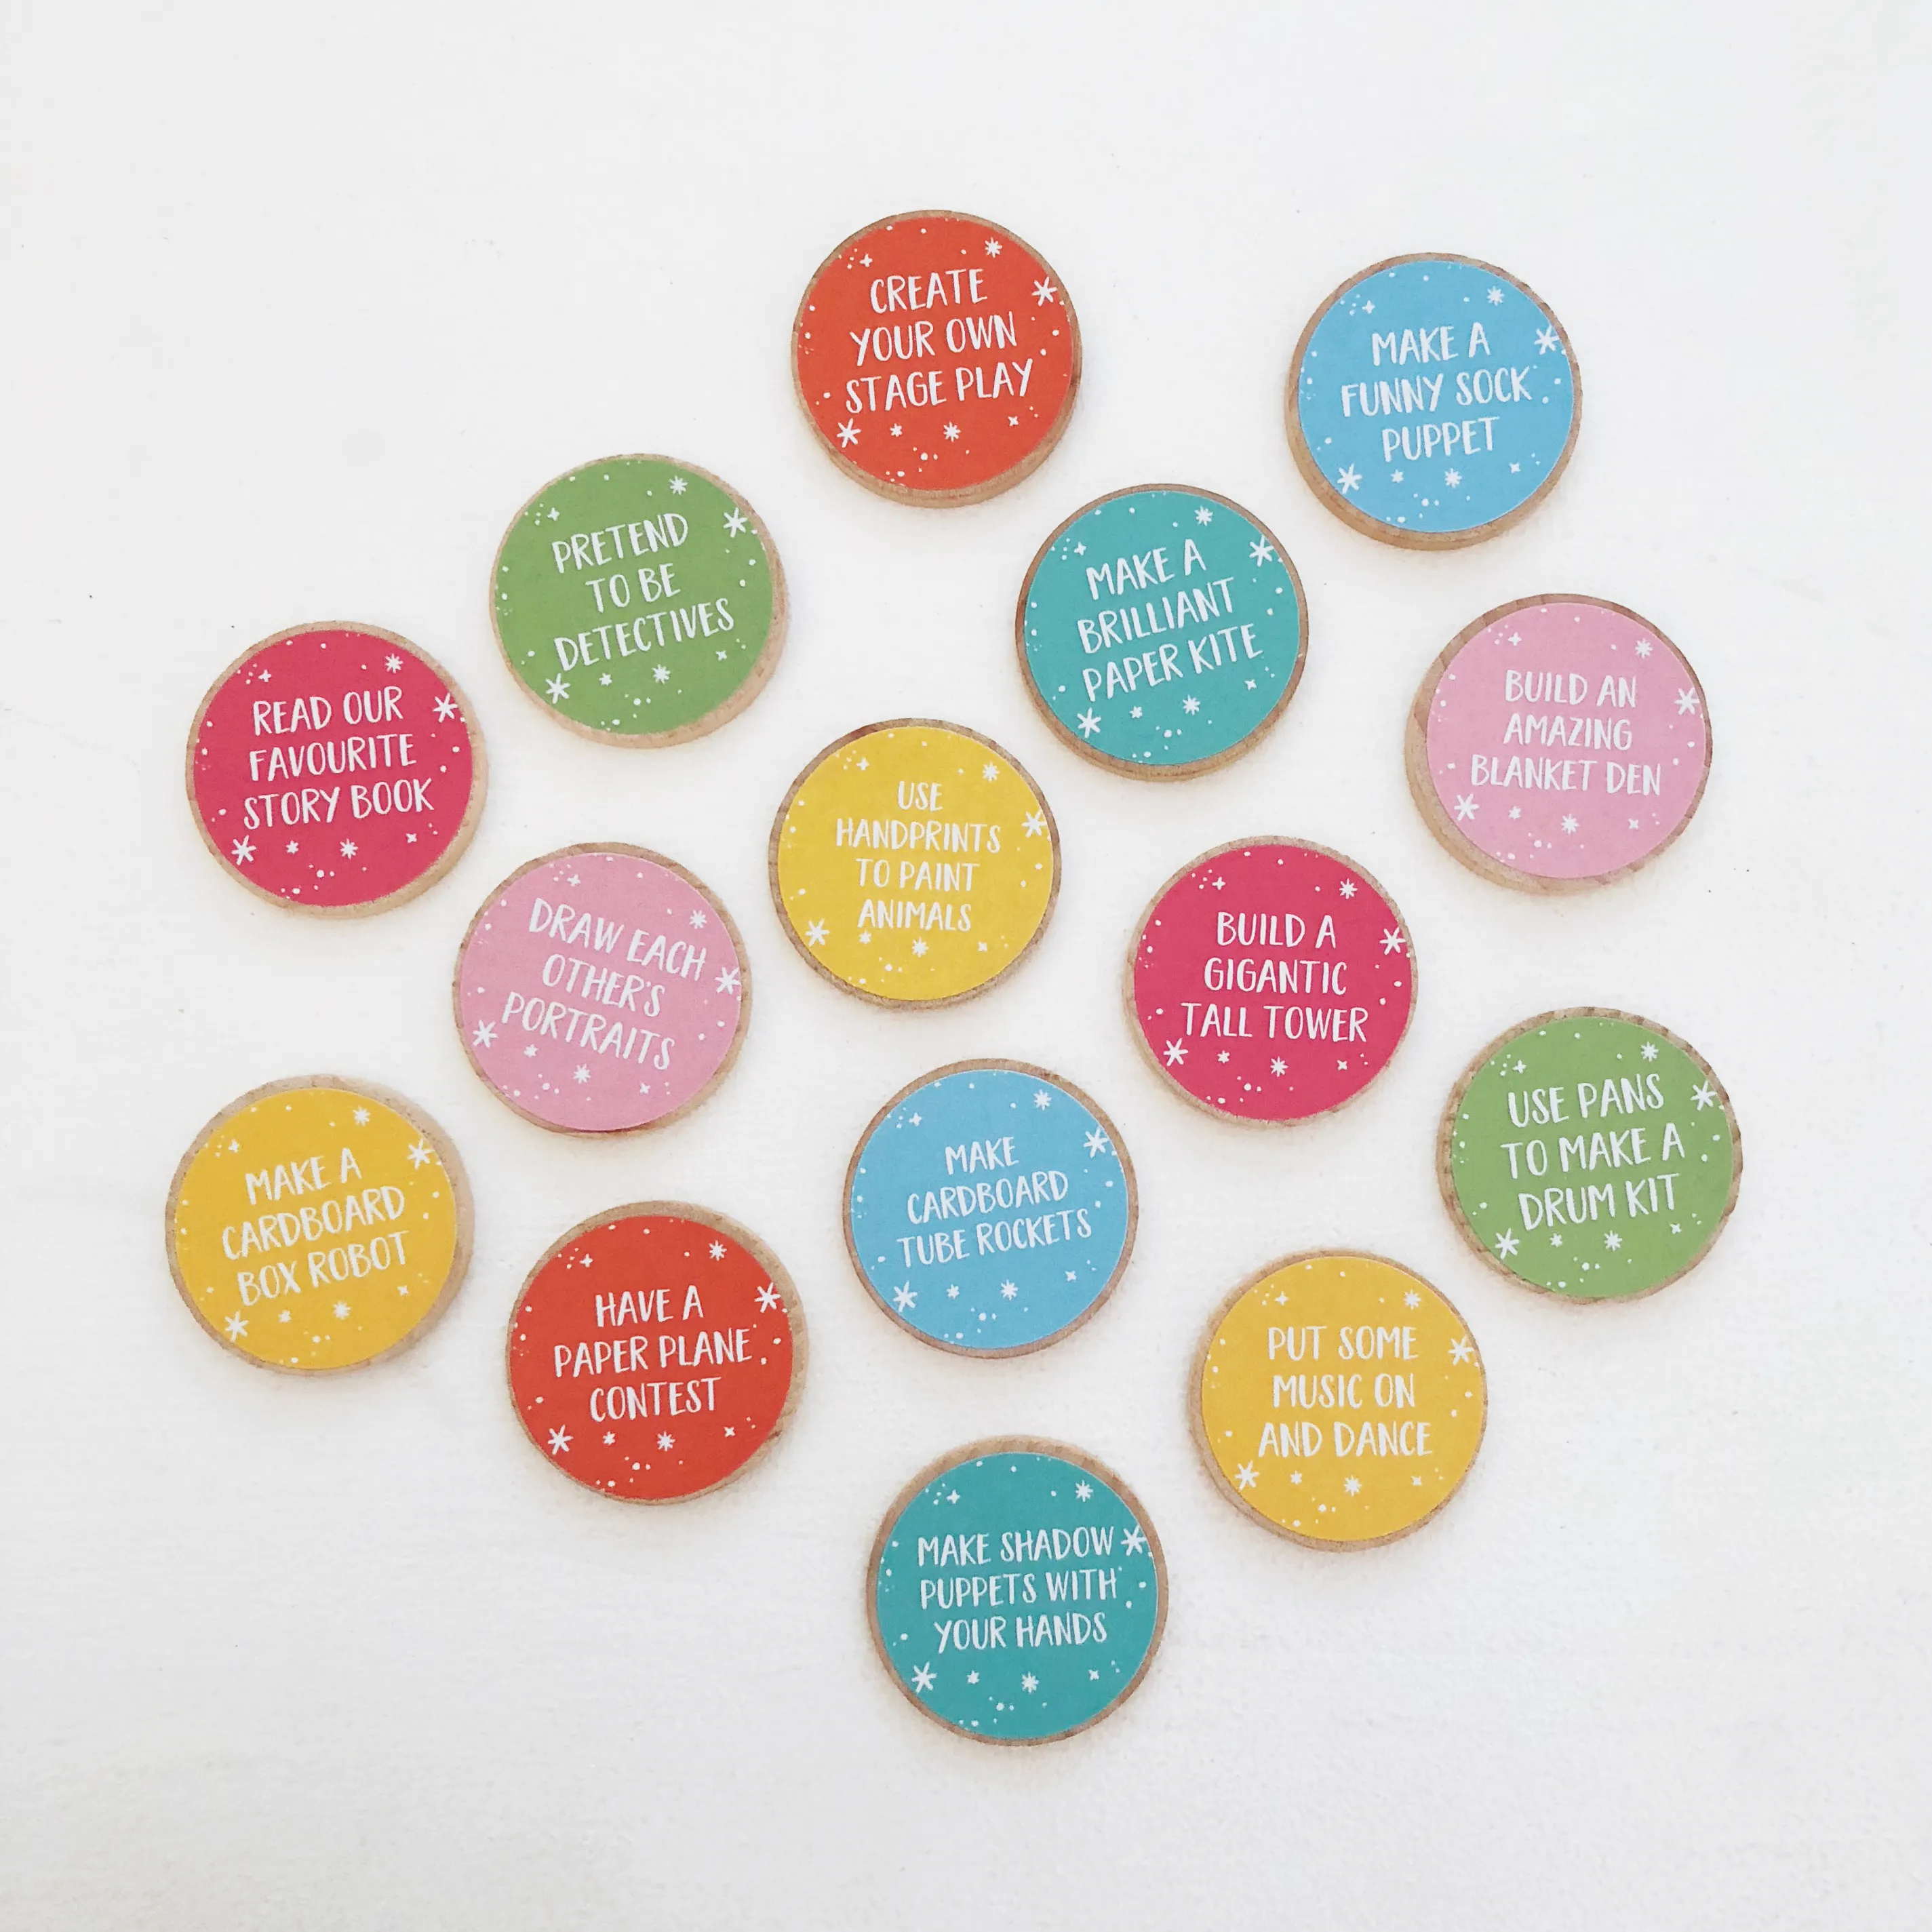 CREATE
YOUR OWN
STAGE PLAY
MAKE A
FUNNY SOCK
PUPPET
PRETEND
TO BE
DETECTIVES
MAKE A
BRILLIANT
PAPER KITE
READ OUR
FAVOURITE
STORY BOOK
BUILD AN
AMAZING
BLANKET DEN
USE
HANDPRINTS
TO PAINT
ANIMALS
DRAW EACH
OTHER'S
PORTRAITS
BUILD A
GIGANTIC
TALL TOWER
USE PANS
TO MAKE A
DRUM KIT
MAKE A
CARDBOARD
BOX ROBOT
MAKE
CARDBOARD
TUBE ROCKETS
HAVE A
PAPER PLANE
CONTEST
PUT SOME
MUSIC ON
AND DANCE
MAKE SHADOW
PUPPETS WITH
YOUR HANDS